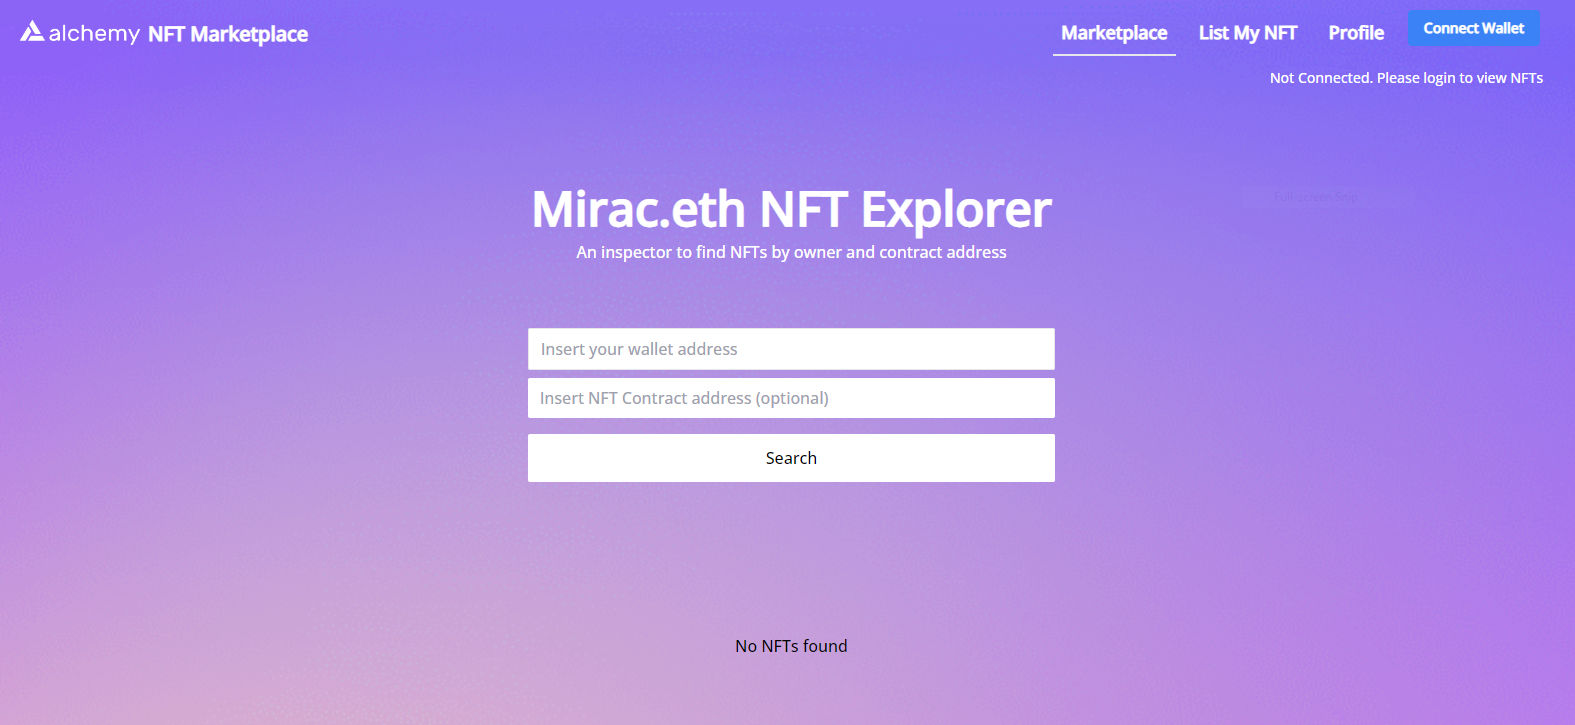 alchemy NFT Marketplace
Marketplace
List My NFT
Profile
Connect Wallet
Not Connected. Please login to view NFTs
Full-screen Snip
Mirac.eth NFT Explorer
An inspector to find NFTs by owner and contract address
Insert your wallet address
Insert NFT Contract address (optional)
Search
No NFTs found